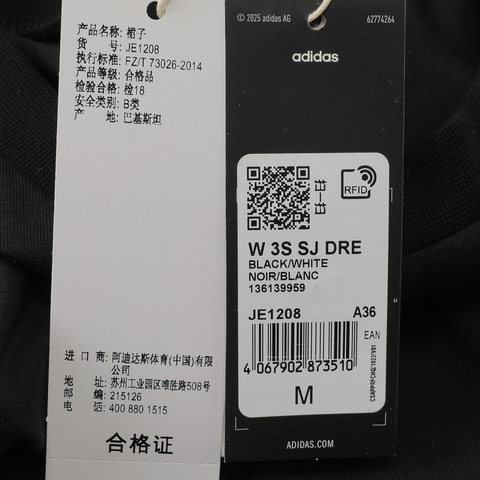 产品名称: 裙子
货 号: JE1208
执行标准: FZ/T 73026-2014
产品等级: 合格品
检验合格: 检18
安全类别: B类
产 地: 巴基斯坦
进 口 商: 阿迪达斯体育(中国)有限
公司
地 址: 苏州工业园区唯胜路508号
邮 编: 215126
电 话: 400 880 1515
合格证
© 2025 adidas AG 62774264
adidas
RFID
W 3S SJ DRE
BLACK/WHITE
NOIR/BLANC
136139959
JE1208 A36
EAN
4 067902 873510
M
ADIDAS.COM